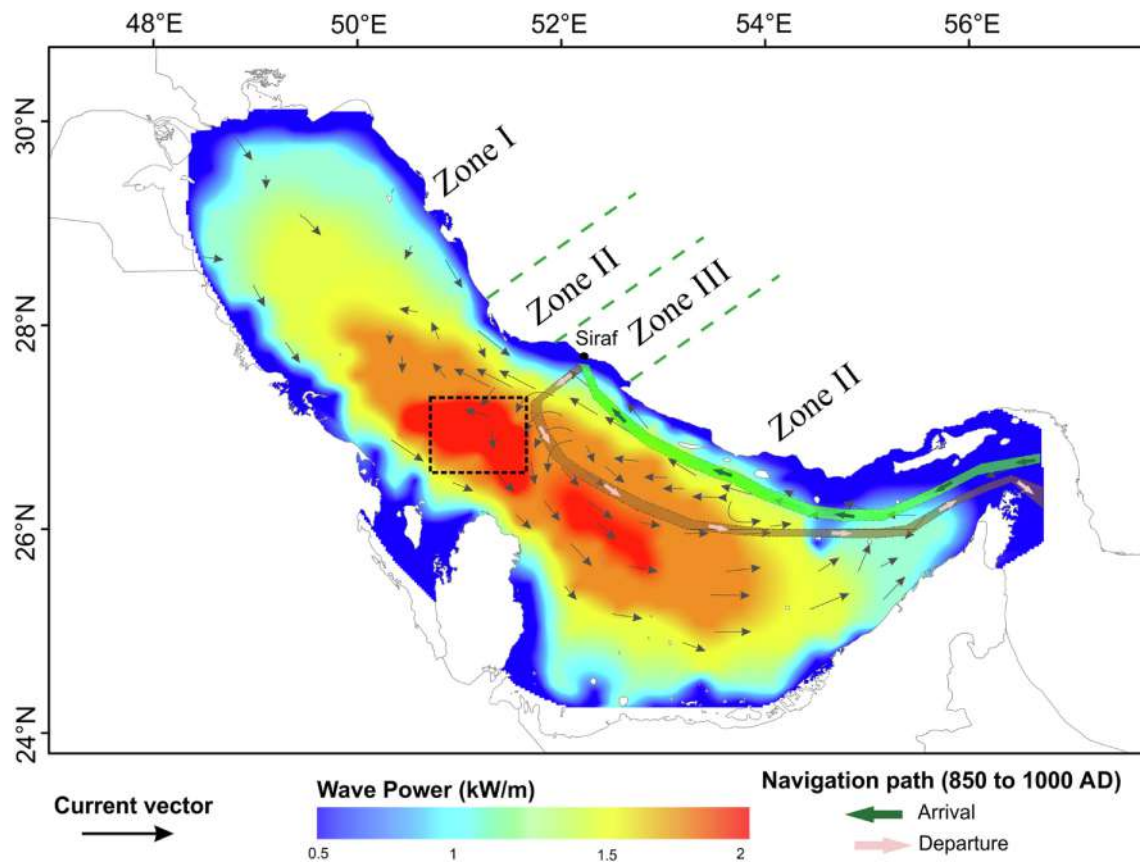 48°E 50°E 52°E 54°E 56°E
30°N
28°N
26°N
24°N
Zone I
Zone II
Zone III
Siraf
Zone II
Current vector
Wave Power (kW/m)
0.5 1 1.5 2
Navigation path (850 to 1000 AD)
Arrival
Departure